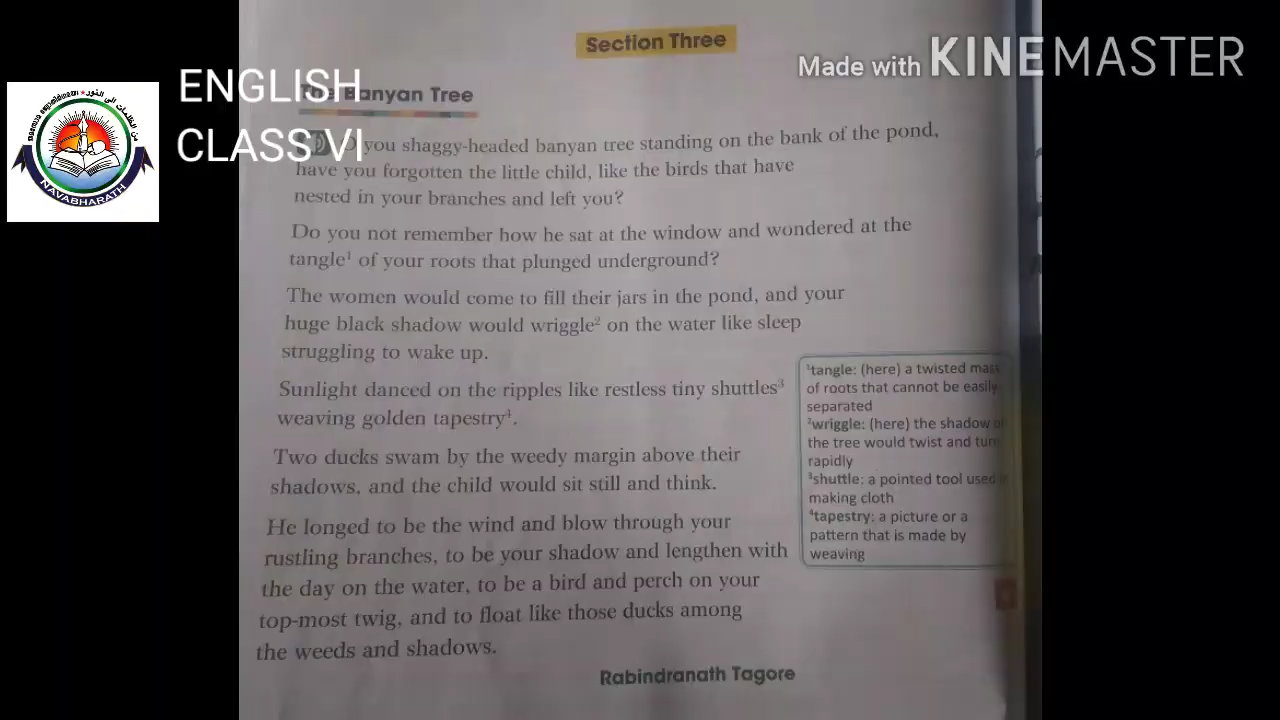 Section Three
Made with KINEMASTER
ENGLISH
CLASS VI
NAVABHARATH
The Banyan Tree
O you shaggy-headed banyan tree standing on the bank of the pond,
have you forgotten the little child, like the birds that have
nested in your branches and left you?
Do you not remember how he sat at the window and wondered at the
tangle¹ of your roots that plunged underground?
The women would come to fill their jars in the pond, and your
huge black shadow would wriggle² on the water like sleep
struggling to wake up.
Sunlight danced on the ripples like restless tiny shuttles³
weaving golden tapestry⁴.
Two ducks swam by the weedy margin above their
shadows, and the child would sit still and think.
He longed to be the wind and blow through your
rustling branches, to be your shadow and lengthen with
the day on the water, to be a bird and perch on your
top-most twig, and to float like those ducks among
the weeds and shadows.
Rabindranath Tagore
¹tangle: (here) a twisted mass
of roots that cannot be easily
separated
²wriggle: (here) the shadow of
the tree would twist and turn
rapidly
³shuttle: a pointed tool used in
making cloth
⁴tapestry: a picture or a
pattern that is made by
weaving